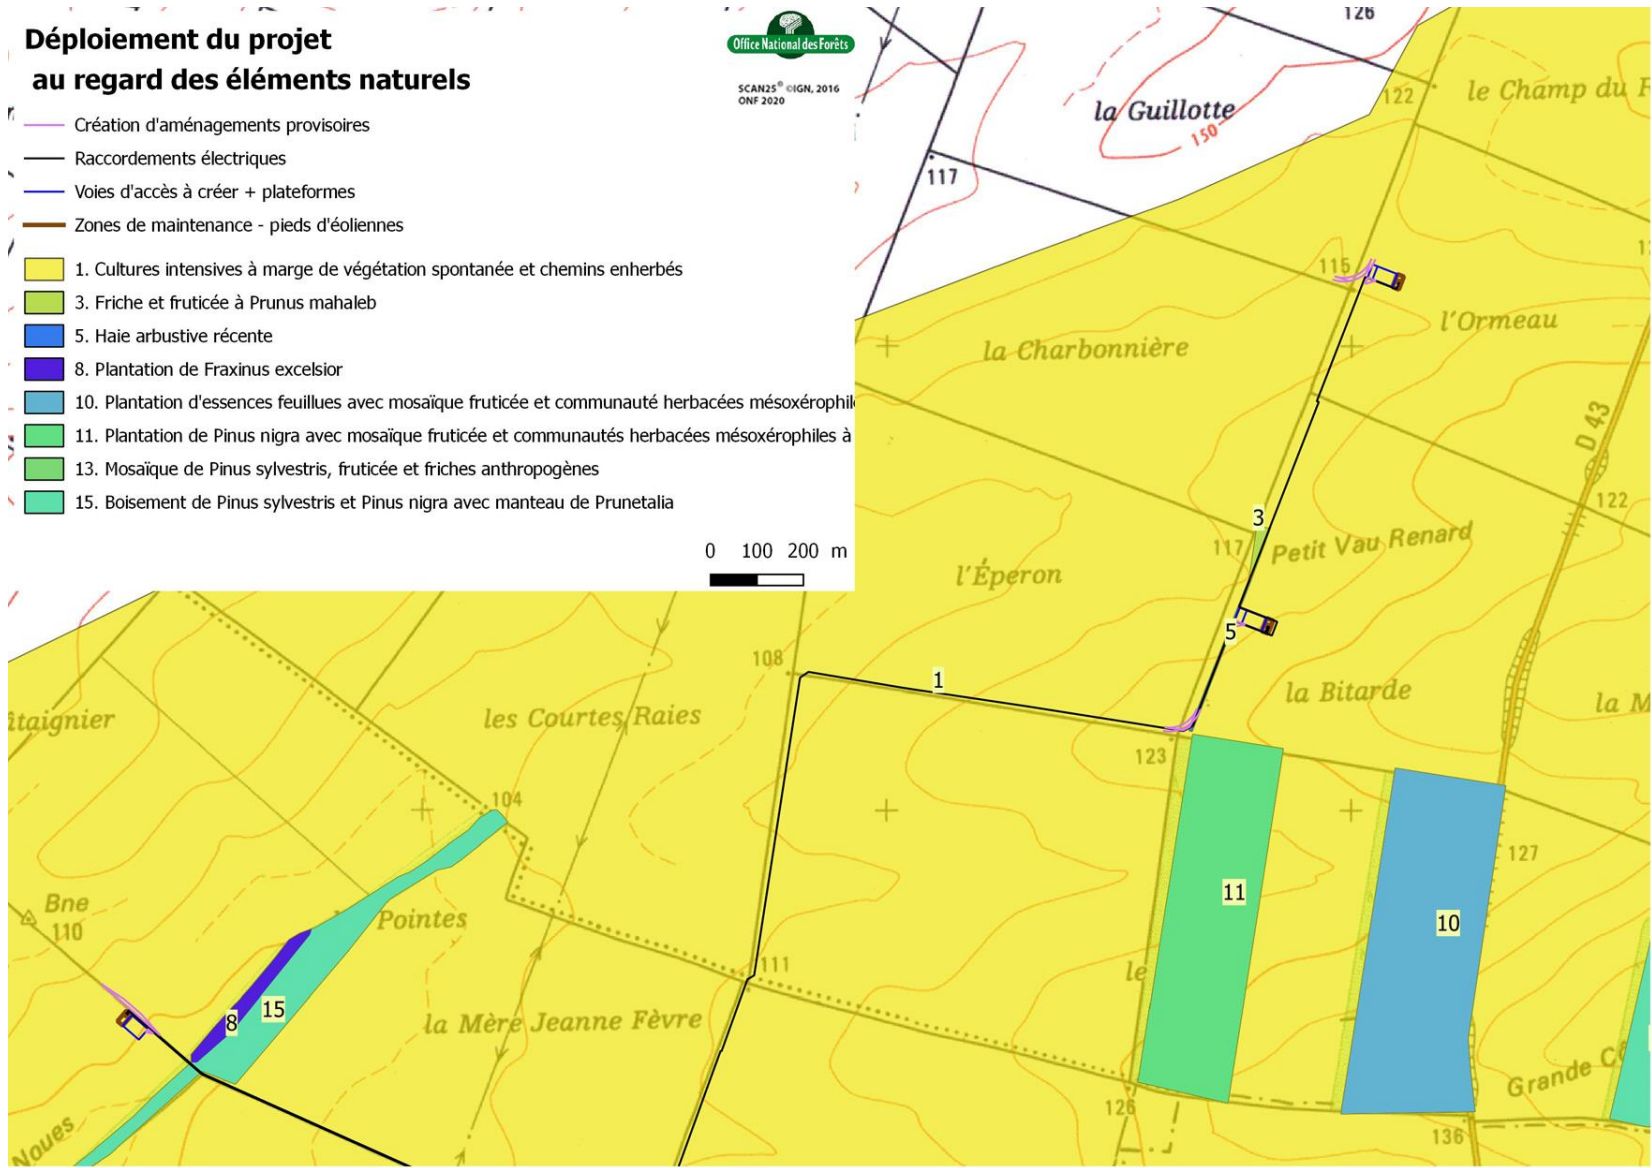 Déploiement du projet
au regard des éléments naturels
Office National des Forêts
SCAN25® ©IGN, 2016
ONF 2020
Création d'aménagements provisoires
Raccordements électriques
Voies d'accès à créer + plateformes
Zones de maintenance - pieds d'éoliennes
1. Cultures intensives à marge de végétation spontanée et chemins enherbés
3. Friche et fruticée à Prunus mahaleb
5. Haie arbustive récente
8. Plantation de Fraxinus excelsior
10. Plantation d'essences feuillues avec mosaïque fruticée et communauté herbacées mésoxérophil
11. Plantation de Pinus nigra avec mosaïque fruticée et communautés herbacées mésoxérophiles à
13. Mosaïque de Pinus sylvestris, fruticée et friches anthropogènes
15. Boisement de Pinus sylvestris et Pinus nigra avec manteau de Prunetalia
0 100 200 m
126
122
le Champ du F
la Guillotte
150
117
115
l'Ormeau
la Charbonnière
D 43
122
3
117
Petit Vau Renard
l'Éperon
5
108
1
la Bitarde
la M
îtaignier
les Courtes Raies
123
104
127
Bne
110
Pointes
11
10
111
le
15
8
la Mère Jeanne Fèvre
Grande C
126
136
Noues